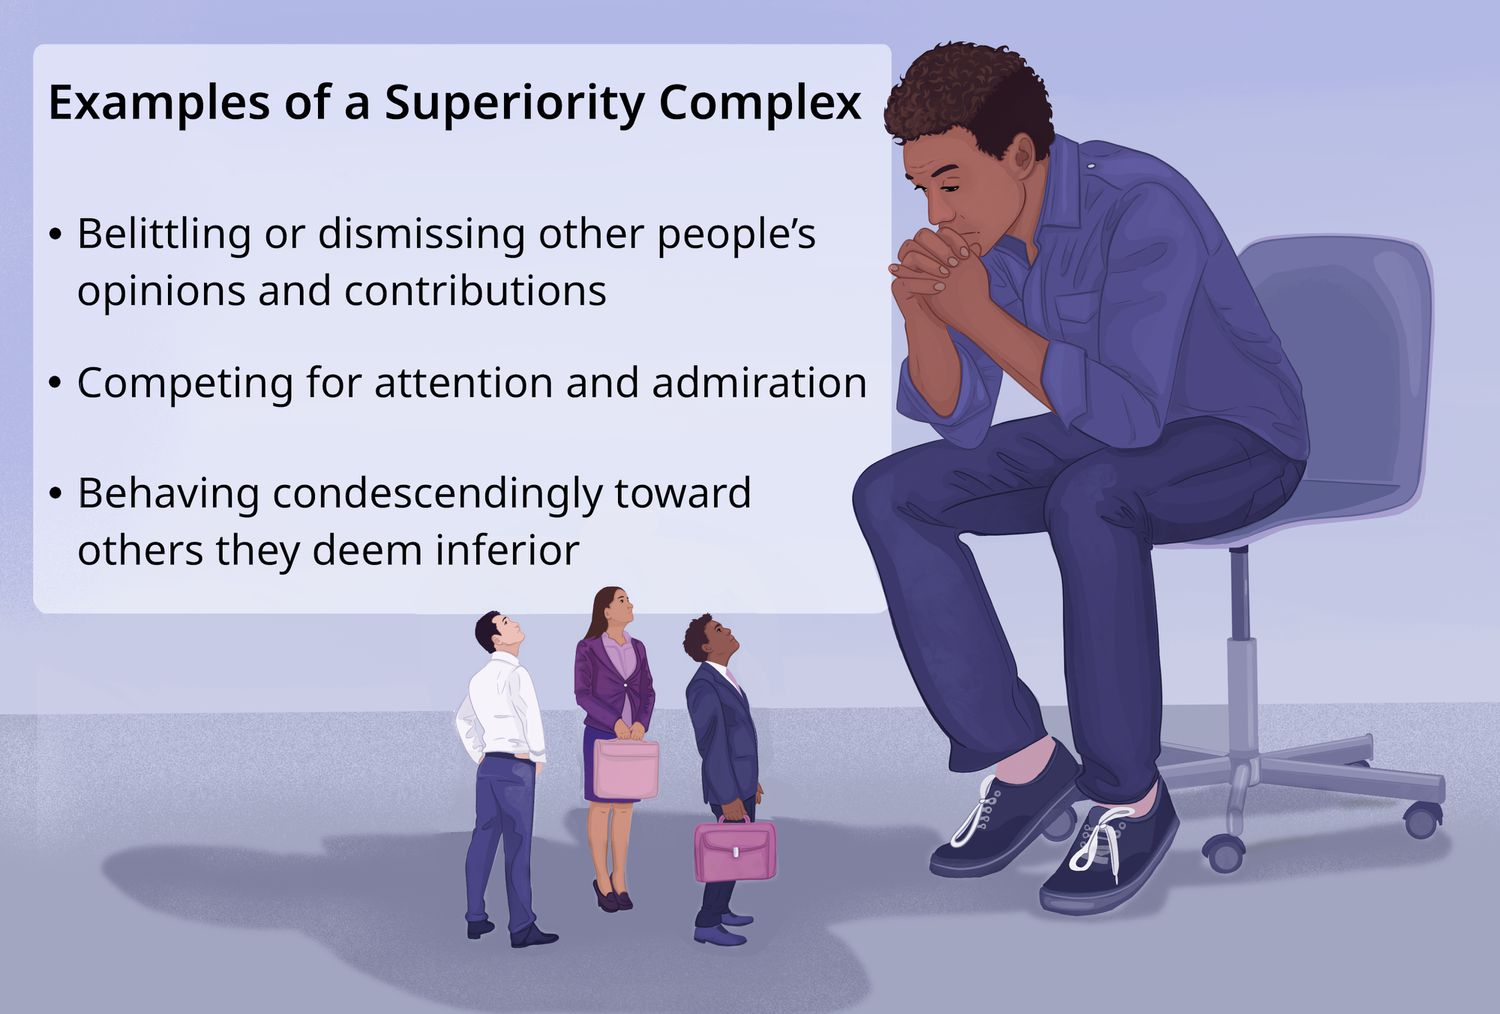 Examples of a Superiority Complex
• Belittling or dismissing other people’s
opinions and contributions
• Competing for attention and admiration
• Behaving condescendingly toward
others they deem inferior